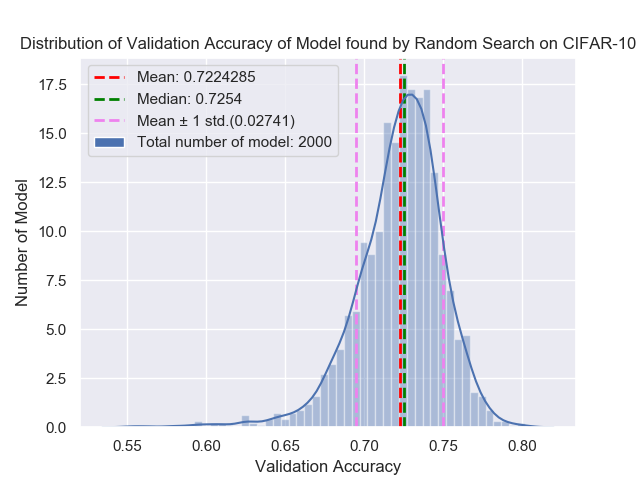 Distribution of Validation Accuracy of Model found by Random Search on CIFAR-10
Mean: 0.7224285
Median: 0.7254
Mean ± 1 std.(0.02741)
Total number of model: 2000
17.5
15.0
12.5
10.0
7.5
5.0
2.5
0.0
Number of Model
0.55 0.60 0.65 0.70 0.75 0.80
Validation Accuracy